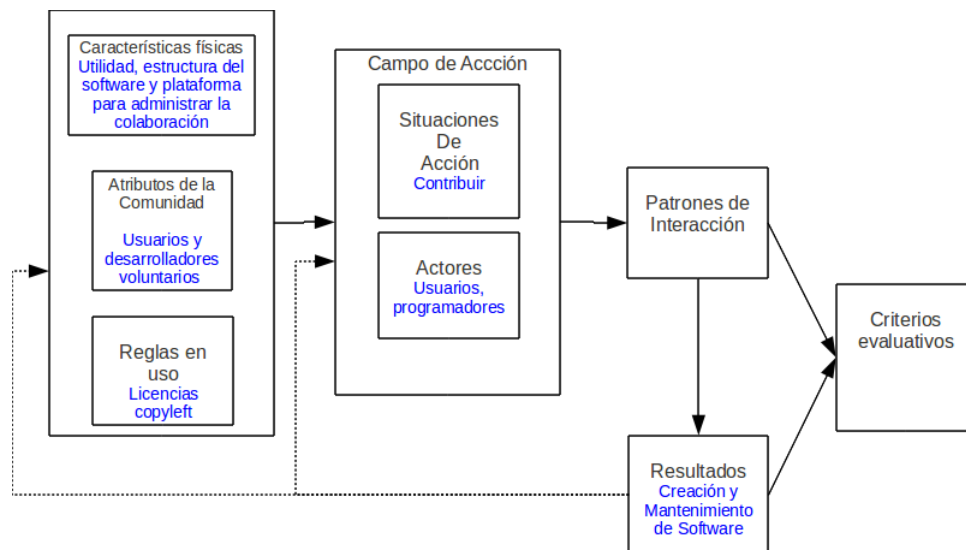 Características físicas
Utilidad, estructura del
software y plataforma
para administrar la
colaboración
Atributos de la
Comunidad
Usuarios y
desarrolladores
voluntarios
Reglas en
uso
Licencias
copyleft
Campo de Accción
Situaciones
De
Acción
Contribuir
Actores
Usuarios,
programadores
Patrones de
Interacción
Resultados
Creación y
Mantenimiento
de Software
Criterios
evaluativos